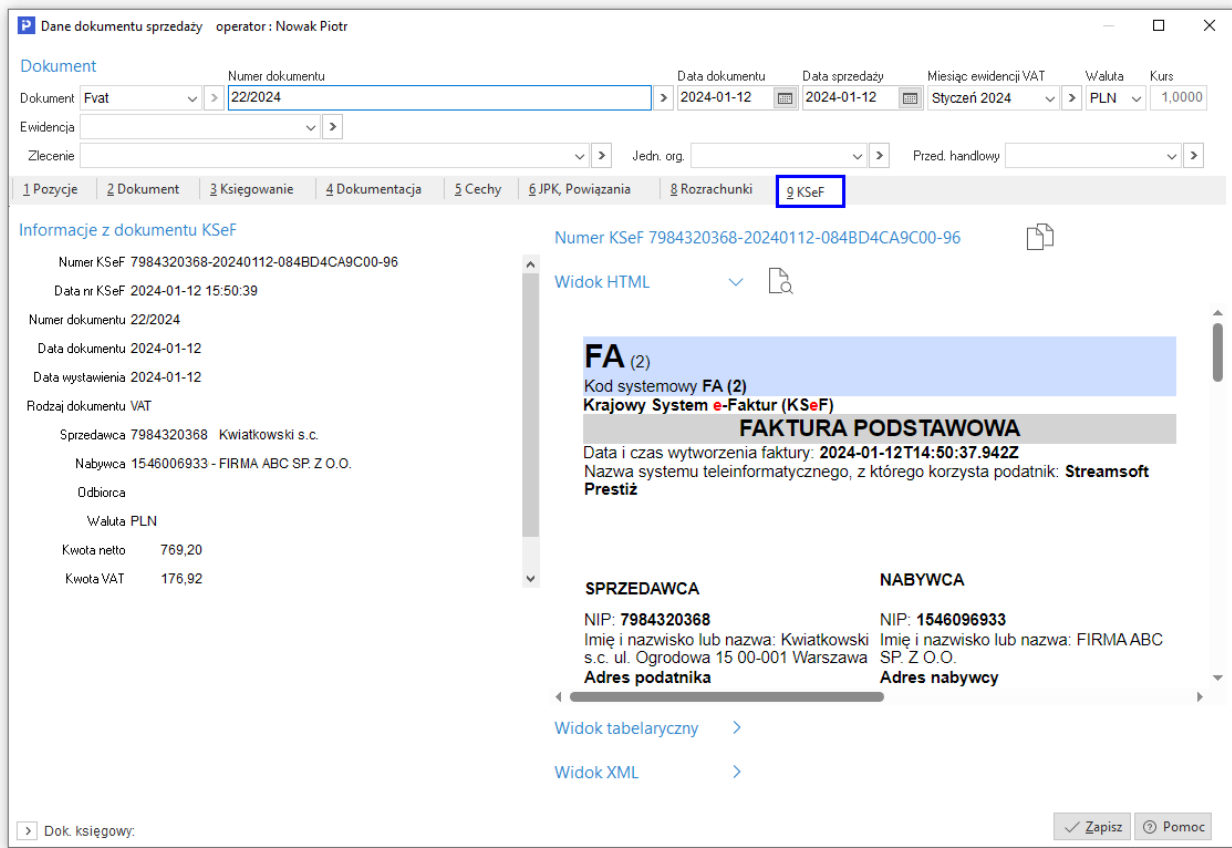 Dane dokumentu sprzedaży operator : Nowak Piotr
Dokument
Numer dokumentu Data dokumentu Data sprzedaży Miesiąc ewidencji VAT Waluta Kurs
Dokument Fvat 22/2024 2024-01-12 2024-01-12 Styczeń 2024 PLN 1,0000
Ewidencja
Zlecenie Jedn. org. Przed. handlowy
1 Pozycje 2 Dokument 3 Księgowanie 4 Dokumentacja 5 Cechy 6 JPK, Powiązania 8 Rozrachunki 9 KSeF
Informacje z dokumentu KSeF
Numer KSeF 7984320368-20240112-084BD4CA9C00-96
Data nr KSeF 2024-01-12 15:50:39
Numer dokumentu 22/2024
Data dokumentu 2024-01-12
Data wystawienia 2024-01-12
Rodzaj dokumentu VAT
Sprzedawca 7984320368 Kwiatkowski s.c.
Nabywca 1546006933 - FIRMA ABC SP. Z O.O.
Odbiorca
Waluta PLN
Kwota netto 769,20
Kwota VAT 176,92
Numer KSeF 7984320368-20240112-084BD4CA9C00-96
Widok HTML
FA (2)
Kod systemowy FA (2)
Krajowy System e-Faktur (KSeF)
FAKTURA PODSTAWOWA
Data i czas wytworzenia faktury: 2024-01-12T14:50:37.942Z
Nazwa systemu teleinformatycznego, z którego korzysta podatnik: Streamsoft
Prestiż
SPRZEDAWCA
NIP: 7984320368
Imię i nazwisko lub nazwa: Kwiatkowski
s.c. ul. Ogrodowa 15 00-001 Warszawa
Adres podatnika
NABYWCA
NIP: 1546096933
Imię i nazwisko lub nazwa: FIRMA ABC
SP. Z O.O.
Adres nabywcy
Widok tabelaryczny
Widok XML
Dok. księgowy:
Zapisz
Pomoc